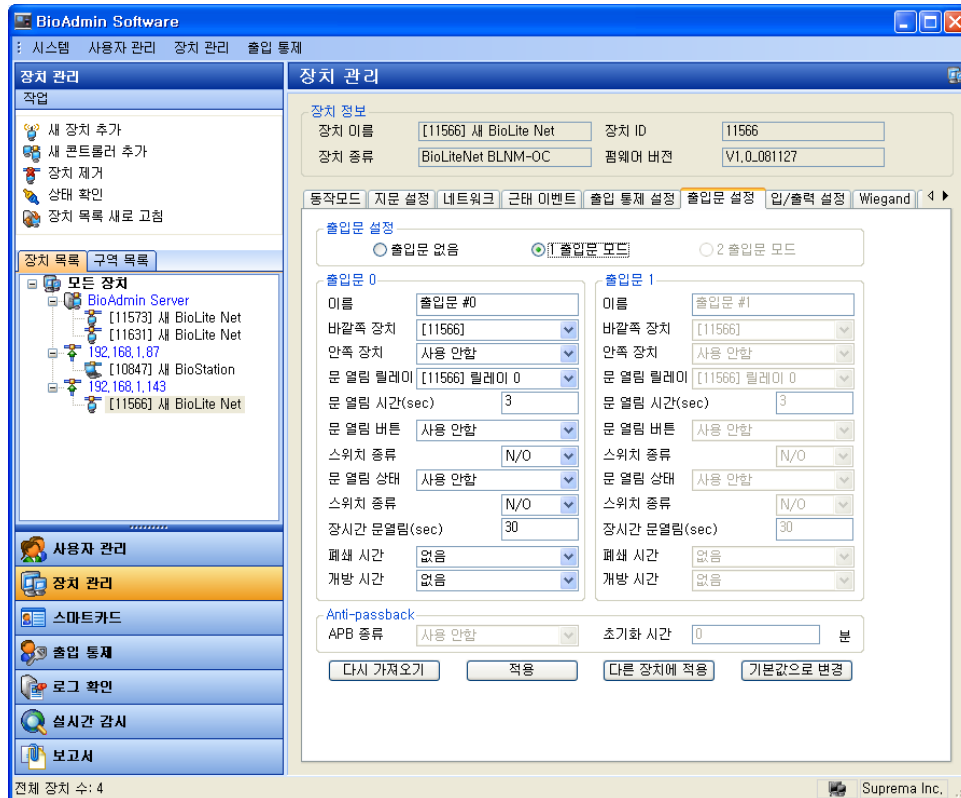 BioAdmin Software
시스템 사용자 관리 장치 관리 출입 통제
장치 관리
작업
새 장치 추가
새 콘트롤러 추가
장치 제거
상태 확인
장치 목록 새로 고침
장치 목록 구역 목록
모든 장치
BioAdmin Server
[11573] 새 BioLite Net
[11631] 새 BioLite Net
192.168.1.87
[10847] 새 BioStation
192.168.1.143
[11566] 새 BioLite Net
사용자 관리
장치 관리
스마트카드
출입 통제
로그 확인
실시간 감시
보고서
장치 관리
장치 정보
장치 이름 [11566] 새 BioLite Net 장치 ID 11566
장치 종류 BioLiteNet BLNM-OC 펌웨어 버전 V1.0_081127
동작모드 지문 설정 네트워크 근태 이벤트 출입 통제 설정 출입문 설정 입/출력 설정 Wiegand
출입문 설정
출입문 없음 1 출입문 모드 2 출입문 모드
출입문 0
이름 출입문 #0
바깥쪽 장치 [11566]
안쪽 장치 사용 안함
문 열림 릴레이 [11566] 릴레이 0
문 열림 시간(sec) 3
문 열림 버튼 사용 안함
스위치 종류 N/O
문 열림 상태 사용 안함
스위치 종류 N/O
장시간 문열림(sec) 30
폐쇄 시간 없음
개방 시간 없음
출입문 1
이름 출입문 #1
바깥쪽 장치 [11566]
안쪽 장치 사용 안함
문 열림 릴레이 [11566] 릴레이 0
문 열림 시간(sec) 3
문 열림 버튼 사용 안함
스위치 종류 N/O
문 열림 상태 사용 안함
스위치 종류 N/O
장시간 문열림(sec) 30
폐쇄 시간 없음
개방 시간 없음
Anti-passback
APB 종류 사용 안함 초기화 시간 0 분
다시 가져오기 적용 다른 장치에 적용 기본값으로 변경
전체 장치 수: 4 Suprema Inc.